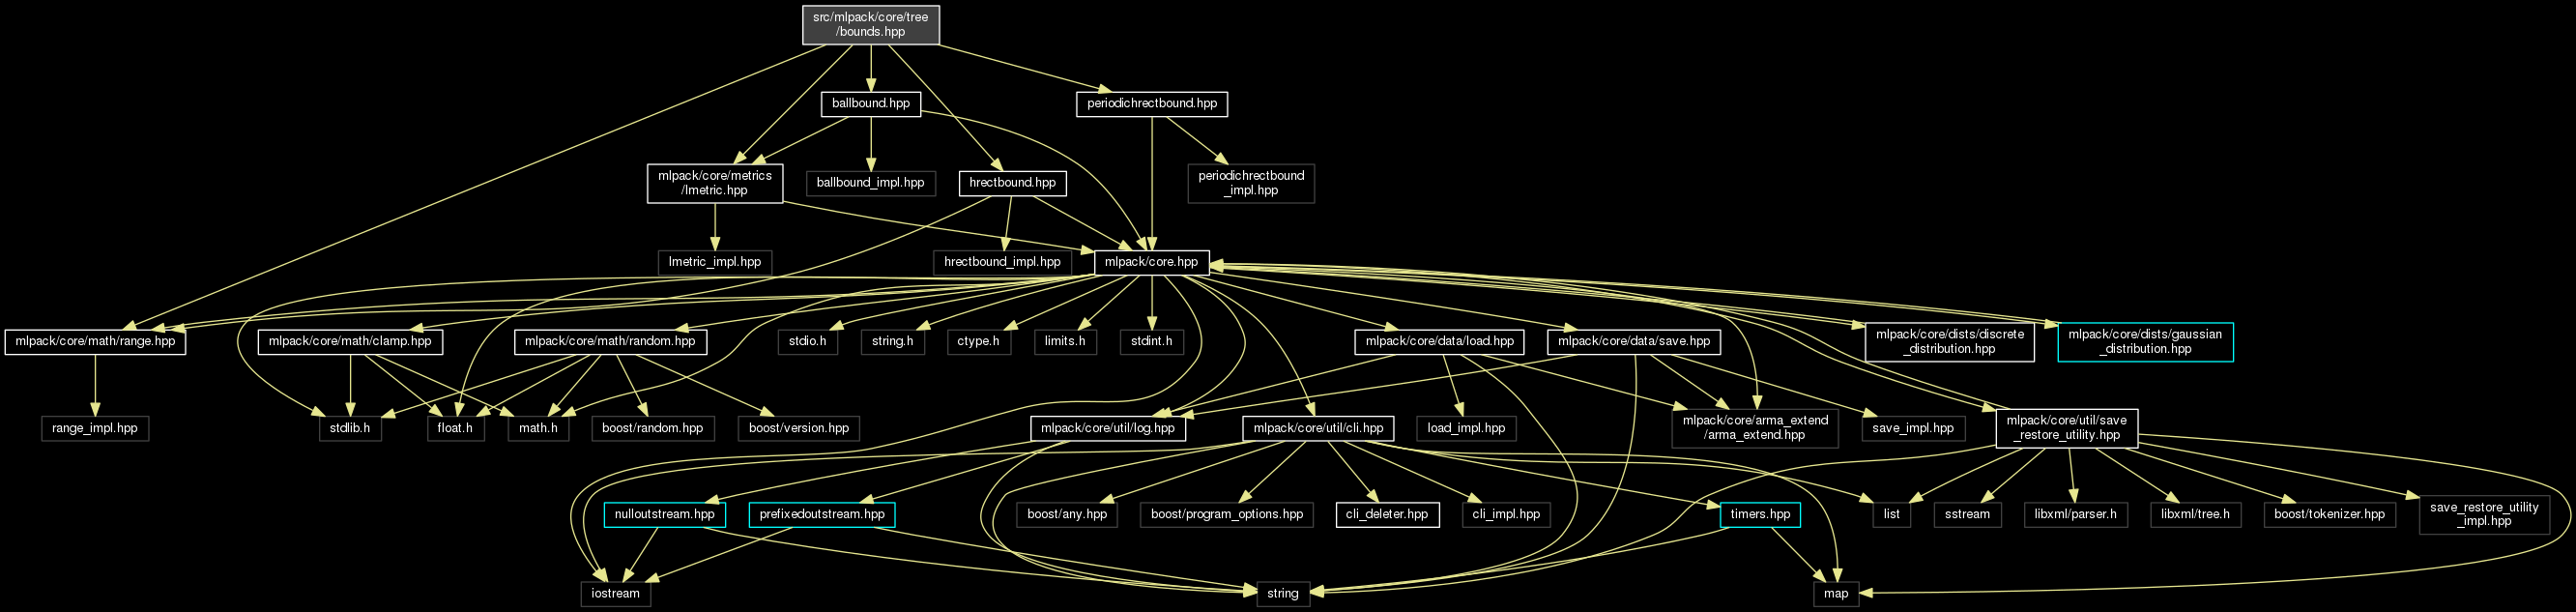 src/mlpack/core/tree
/bounds.hpp
ballbound.hpp
periodichrectbound.hpp
mlpack/core/metrics
/lmetric.hpp
ballbound_impl.hpp
hrectbound.hpp
periodichrectbound
_impl.hpp
lmetric_impl.hpp
hrectbound_impl.hpp
mlpack/core.hpp
mlpack/core/math/range.hpp
mlpack/core/math/clamp.hpp
mlpack/core/math/random.hpp
stdio.h
string.h
ctype.h
limits.h
stdint.h
mlpack/core/data/load.hpp
mlpack/core/data/save.hpp
mlpack/core/dists/discrete
_distribution.hpp
mlpack/core/dists/gaussian
_distribution.hpp
range_impl.hpp
stdlib.h
float.h
math.h
boost/random.hpp
boost/version.hpp
mlpack/core/util/log.hpp
mlpack/core/util/cli.hpp
load_impl.hpp
mlpack/core/arma_extend
/arma_extend.hpp
save_impl.hpp
mlpack/core/util/save
_restore_utility.hpp
nulloutstream.hpp
prefixedoutstream.hpp
boost/any.hpp
boost/program_options.hpp
cli_deleter.hpp
cli_impl.hpp
timers.hpp
list
sstream
libxml/parser.h
libxml/tree.h
boost/tokenizer.hpp
save_restore_utility
_impl.hpp
iostream
string
map